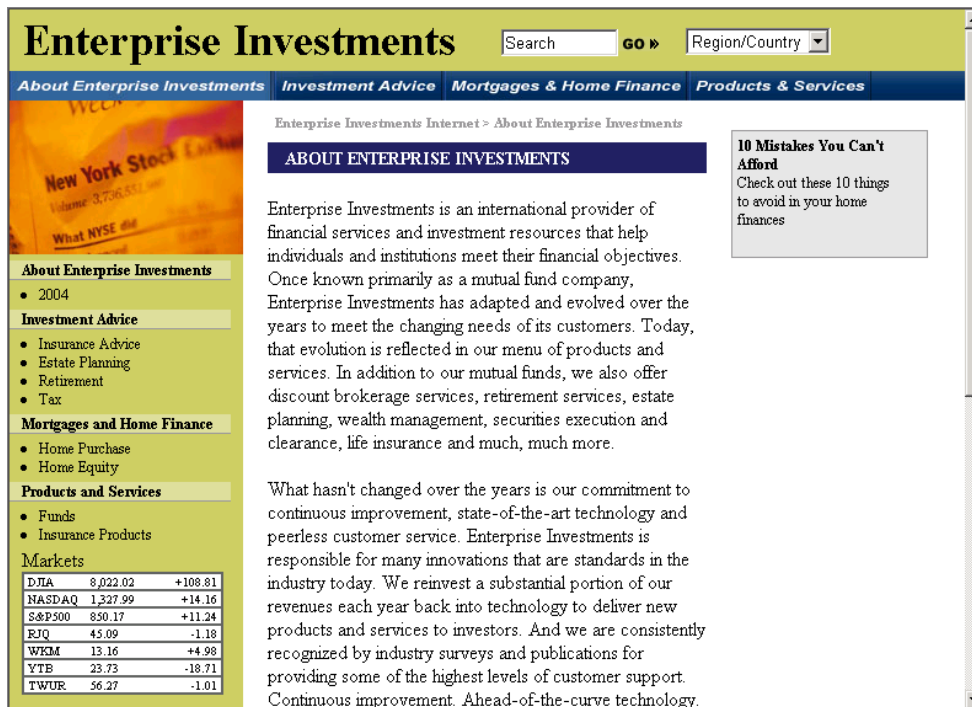 Enterprise Investments
Search GO » Region/Country
About Enterprise Investments Investment Advice Mortgages & Home Finance Products & Services
New York Stock
Volume
What NYSE did
About Enterprise Investments
2004
Investment Advice
Insurance Advice
Estate Planning
Retirement
Tax
Mortgages and Home Finance
Home Purchase
Home Equity
Products and Services
Funds
Insurance Products
Markets
DJIA 8,022.02 +108.81
NASDAQ 1,327.99 +14.16
S&P500 850.17 +11.24
RJQ 45.09 -1.18
WKM 13.16 +4.98
YTB 23.73 -18.71
TWUR 56.27 -1.01
Enterprise Investments Internet > About Enterprise Investments
ABOUT ENTERPRISE INVESTMENTS
Enterprise Investments is an international provider of
financial services and investment resources that help
individuals and institutions meet their financial objectives.
Once known primarily as a mutual fund company,
Enterprise Investments has adapted and evolved over the
years to meet the changing needs of its customers. Today,
that evolution is reflected in our menu of products and
services. In addition to our mutual funds, we also offer
discount brokerage services, retirement services, estate
planning, wealth management, securities execution and
clearance, life insurance and much, much more.
What hasn't changed over the years is our commitment to
continuous improvement, state-of-the-art technology and
peerless customer service. Enterprise Investments is
responsible for many innovations that are standards in the
industry today. We reinvest a substantial portion of our
revenues each year back into technology to deliver new
products and services to investors. And we are consistently
recognized by industry surveys and publications for
providing some of the highest levels of customer support.
Continuous improvement. Ahead-of-the-curve technology.
10 Mistakes You Can't
Afford
Check out these 10 things
to avoid in your home
finances